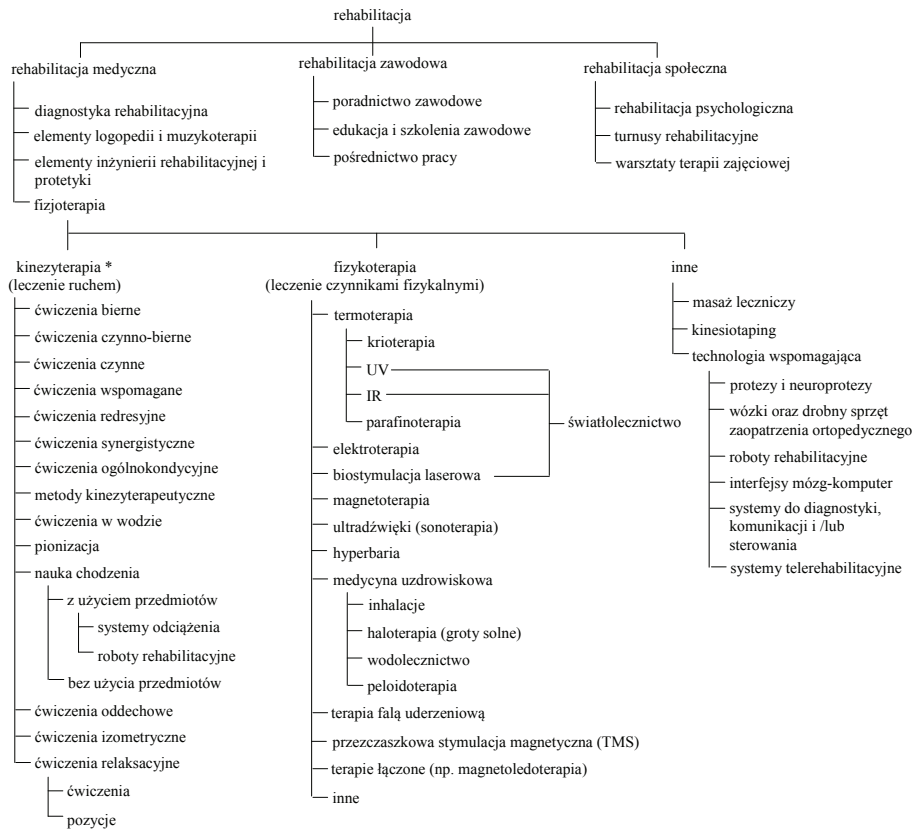 rehabilitacja
rehabilitacja medyczna
diagnostyka rehabilitacyjna
elementy logopedii i muzykoterapii
elementy inżynierii rehabilitacyjnej i
protetyki
fizjoterapia
rehabilitacja zawodowa
poradnictwo zawodowe
edukacja i szkolenia zawodowe
pośrednictwo pracy
rehabilitacja społeczna
rehabilitacja psychologiczna
turnusy rehabilitacyjne
warsztaty terapii zajęciowej
kinezyterapia *
(leczenie ruchem)
ćwiczenia bierne
ćwiczenia czynno-bierne
ćwiczenia czynne
ćwiczenia wspomagane
ćwiczenia redresyjne
ćwiczenia synergistyczne
ćwiczenia ogólnokondycyjne
metody kinezyterapeutyczne
ćwiczenia w wodzie
pionizacja
nauka chodzenia
z użyciem przedmiotów
systemy odciążenia
roboty rehabilitacyjne
bez użycia przedmiotów
ćwiczenia oddechowe
ćwiczenia izometryczne
ćwiczenia relaksacyjne
ćwiczenia
pozycje
fizykoterapia
(leczenie czynnikami fizykalnymi)
termoterapia
krioterapia
UV
IR
parafinoterapia
światłolecznictwo
elektroterapia
biostymulacja laserowa
magnetoterapia
ultradźwięki (sonoterapia)
hyperbaria
medycyna uzdrowiskowa
inhalacje
haloterapia (groty solne)
wodolecznictwo
peloidoterapia
terapia falą uderzeniową
przezczaszkowa stymulacja magnetyczna (TMS)
terapie łączone (np. magnetoledoterapia)
inne
inne
masaż leczniczy
kinesiotaping
technologia wspomagająca
protezy i neuroprotezy
wózki oraz drobny sprzęt
zaopatrzenia ortopedycznego
roboty rehabilitacyjne
interfejsy mózg-komputer
systemy do diagnostyki,
komunikacji i /lub
sterowania
systemy telerehabilitacyjne